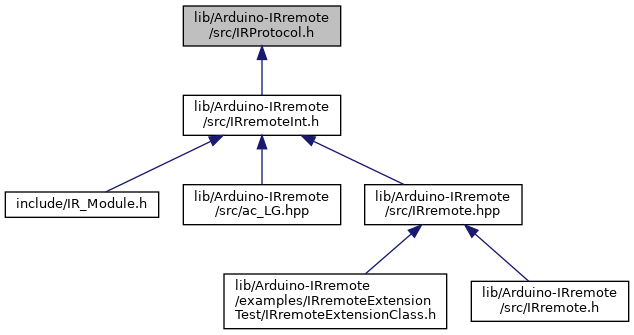 lib/Arduino-IRremote
/src/IRProtocol.h
lib/Arduino-IRremote
/src/IRremoteInt.h
include/IR_Module.h
lib/Arduino-IRremote
/src/ac_LG.hpp
lib/Arduino-IRremote
/src/IRremote.hpp
lib/Arduino-IRremote
/examples/IRremoteExtension
Test/IRremoteExtensionClass.h
lib/Arduino-IRremote
/src/IRremote.h